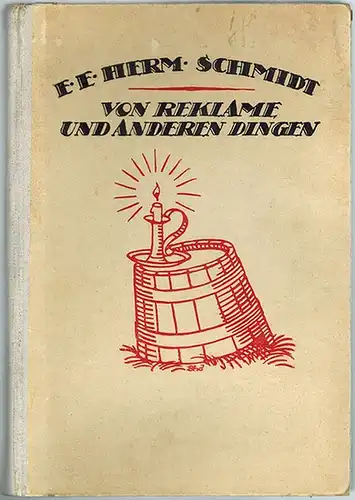 E·E·HERM·SCHMIDT
VON REKLAME
UND ANDEREN DINGEN